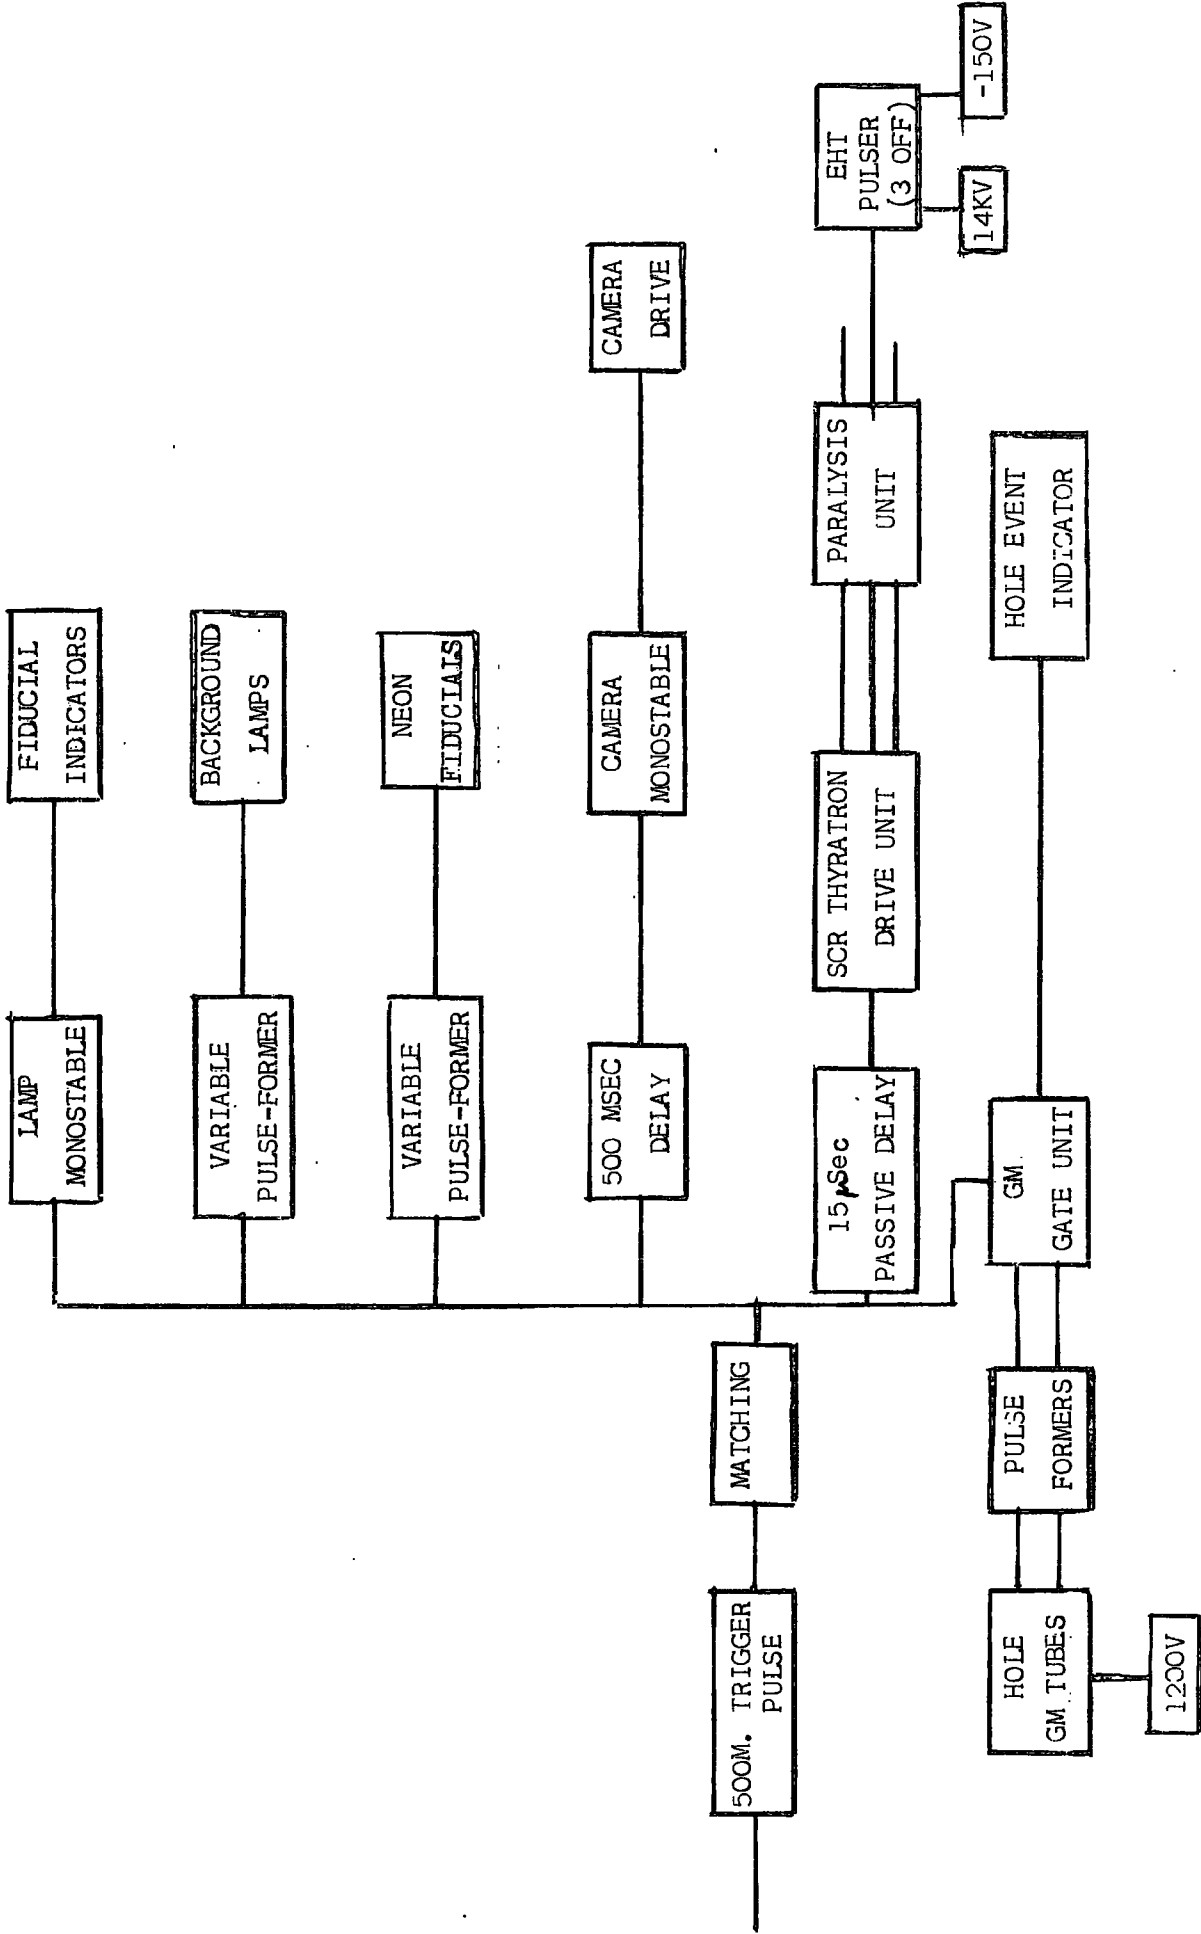 FIDUCIAL
INDICATORS
LAMP
MONOSTABLE
BACKGROUND
LAMPS
VARIABLE
PULSE-FORMER
NEON
FIDUCIALS
VARIABLE
PULSE-FORMER
CAMERA
DRIVE
CAMERA
MONOSTABLE
500 MSEC
DELAY
500M. TRIGGER
PULSE
MATCHING
15μSec
PASSIVE DELAY
SCR THYRATRON
DRIVE UNIT
PARALYSIS
UNIT
EHT
PULSER
(3 OFF)
14KV
-150V
HOLE
GM TUBES
1200V
PULSE
FORMERS
GM
GATE UNIT
HOLE EVENT
INDICATOR